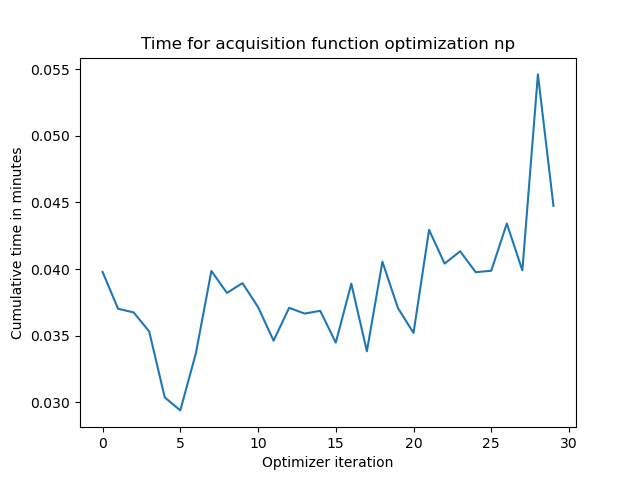 Time for acquisition function optimization np
0.055
0.050
0.045
0.040
0.035
0.030
Cumulative time in minutes
0 5 10 15 20 25 30
Optimizer iteration